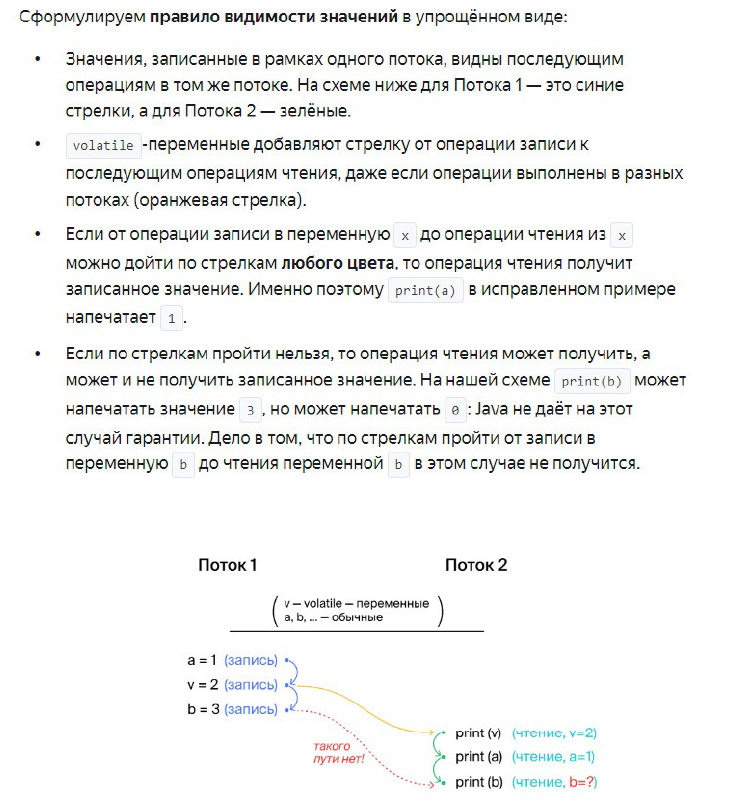 Сформулируем правило видимости значений в упрощённом виде:
• Значения, записанные в рамках одного потока, видны последующим
операциям в том же потоке. На схеме ниже для Потока 1 — это синие
стрелки, а для Потока 2 — зелёные.
• volatile -переменные добавляют стрелку от операции записи к
последующим операциям чтения, даже если операции выполнены в разных
потоках (оранжевая стрелка).
• Если от операции записи в переменную x до операции чтения из x
можно дойти по стрелкам любого цвета, то операция чтения получит
записанное значение. Именно поэтому print(a) в исправленном примере
напечатает 1 .
• Если по стрелкам пройти нельзя, то операция чтения может получить, а
может и не получить записанное значение. На нашей схеме print(b) может
напечатать значение 3 , но может напечатать 0 : Java не даёт на этот
случай гарантии. Дело в том, что по стрелкам пройти от записи в
переменную b до чтения переменной b в этом случае не получится.
Поток 1 Поток 2
v — volatile — переменные
a, b, ... — обычные
a = 1 (запись)
v = 2 (запись)
b = 3 (запись)
такого
пути нет!
print (v) (чтение, v=2)
print (a) (чтение, a=1)
print (b) (чтение, b=?)